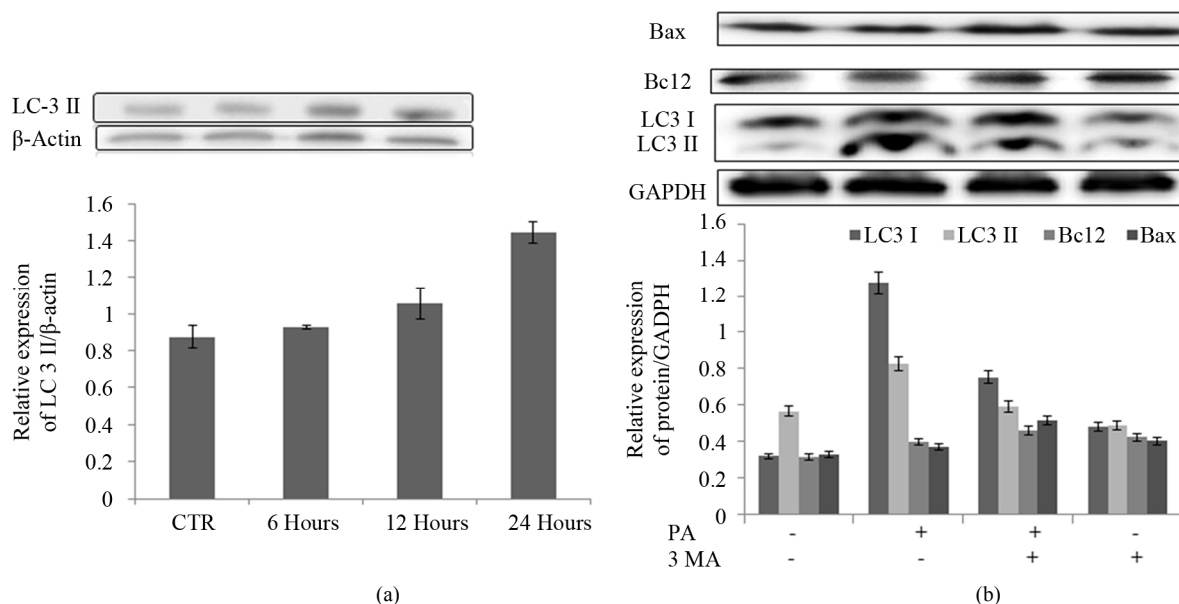 LC-3 II
β-Actin
Relative expression
of LC 3 II/β-actin
1.6
1.4
1.2
1
0.8
0.6
0.4
0.2
0
CTR 6 Hours 12 Hours 24 Hours
(a)
Bax
Bc12
LC3 I
LC3 II
GAPDH
Relative expression
of protein/GADPH
1.6
1.4
1.2
1
0.8
0.6
0.4
0.2
0
LC3 I LC3 II Bc12 Bax
PA - + + -
3 MA - - + +
(b)